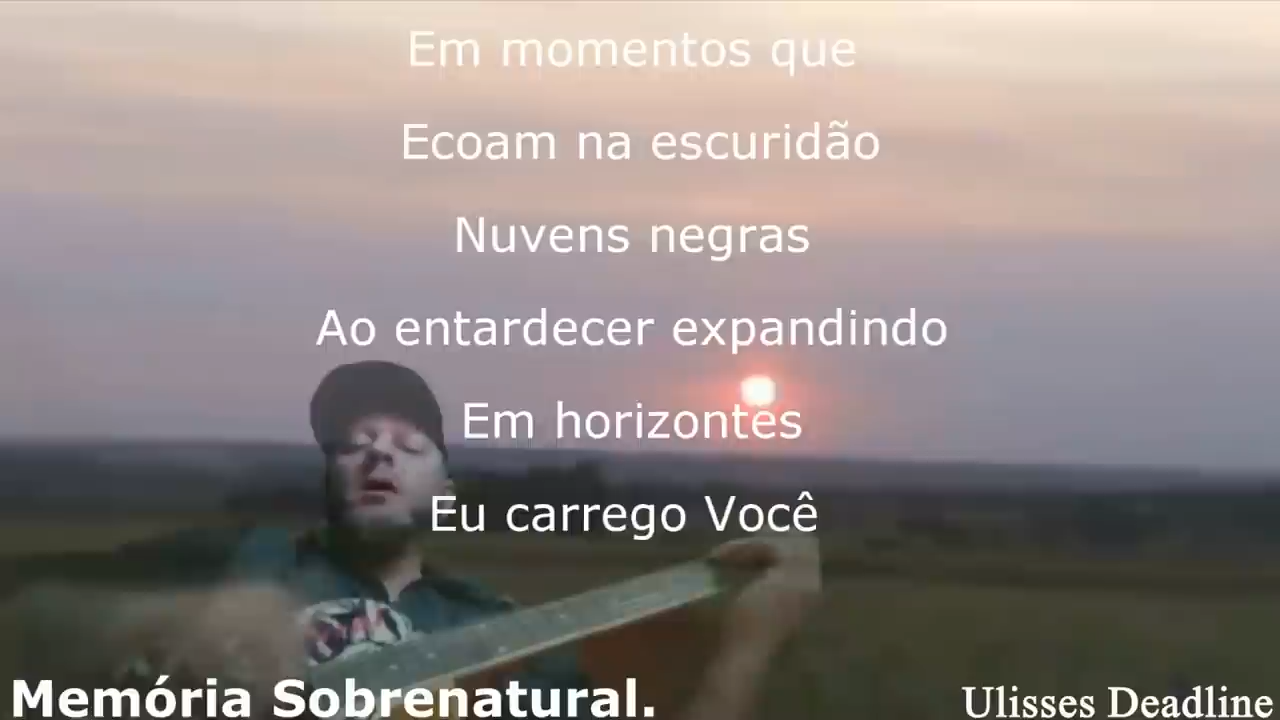 Em momentos que
Ecoam na escuridão
Nuvens negras
Ao entardecer expandindo
Em horizontes
Eu carrego Você
Memória Sobrenatural.
Ulisses Deadline